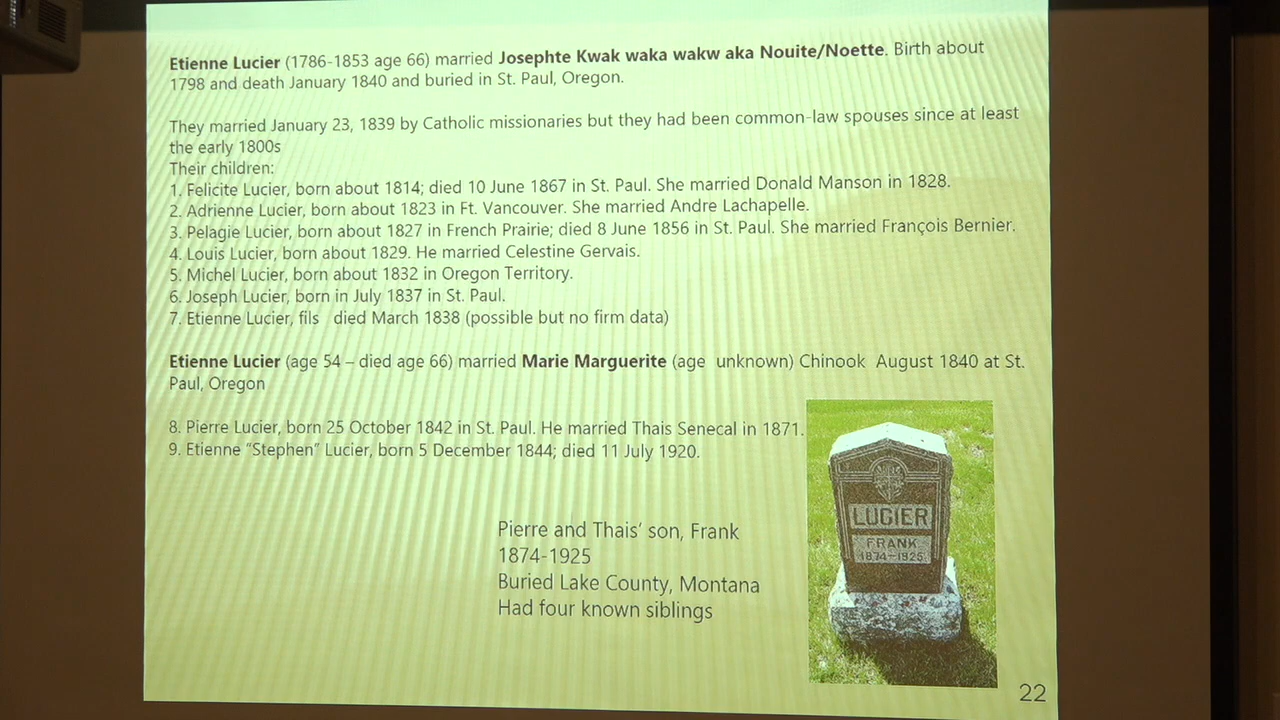 Etienne Lucier (1786-1853 age 66) married Josephte Kwak waka wakw aka Nouite/Noette. Birth about
1798 and death January 1840 and buried in St. Paul, Oregon.
They married January 23, 1839 by Catholic missionaries but they had been common-law spouses since at least
the early 1800s
Their children:
1. Felicite Lucier, born about 1814; died 10 June 1867 in St. Paul. She married Donald Manson in 1828.
2. Adrienne Lucier, born about 1823 in Ft. Vancouver. She married Andre Lachapelle.
3. Pelagie Lucier, born about 1827 in French Prairie; died 8 June 1856 in St. Paul. She married François Bernier.
4. Louis Lucier, born about 1829. He married Celestine Gervais.
5. Michel Lucier, born about 1832 in Oregon Territory.
6. Joseph Lucier, born in July 1837 in St. Paul.
7. Etienne Lucier, fils died March 1838 (possible but no firm data)
Etienne Lucier (age 54 – died age 66) married Marie Marguerite (age unknown) Chinook August 1840 at St.
Paul, Oregon
8. Pierre Lucier, born 25 October 1842 in St. Paul. He married Thais Senecal in 1871.
9. Etienne “Stephen” Lucier, born 5 December 1844; died 11 July 1920.
Pierre and Thais’ son, Frank
1874-1925
Buried Lake County, Montana
Had four known siblings
LUCIER
FRANK
1874-1925
22